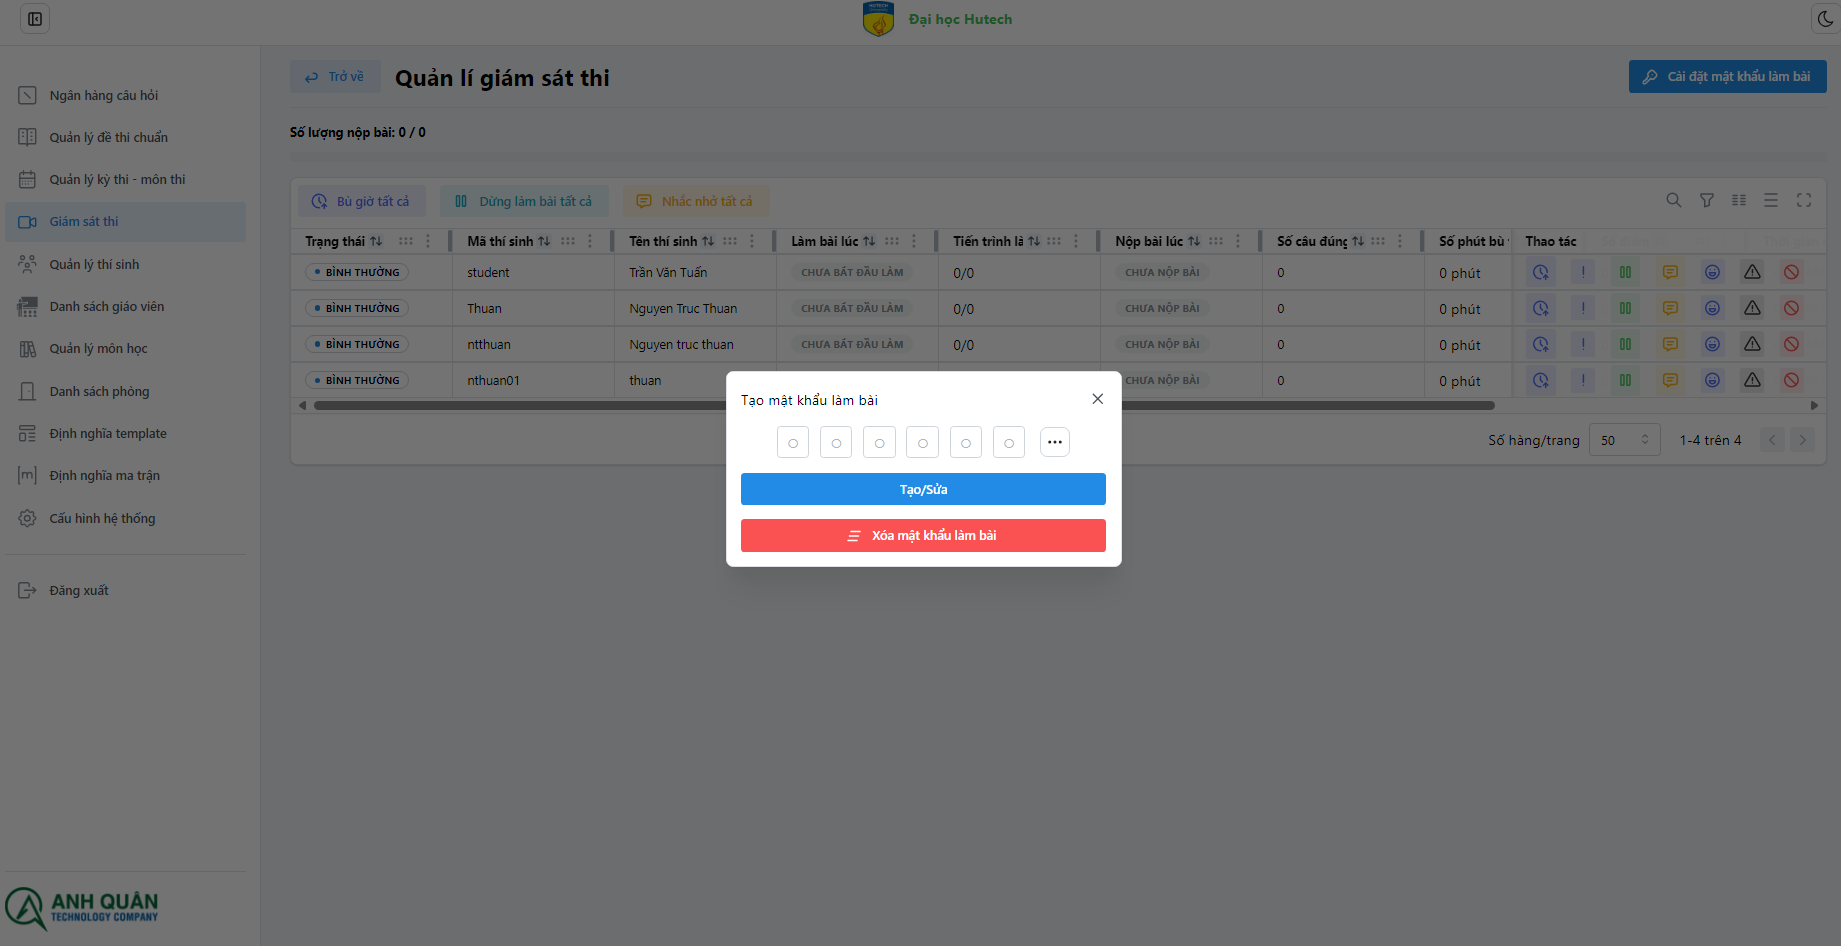 HUTECH
Đại học Hutech
Ngân hàng câu hỏi
Quản lý đề thi chuẩn
Quản lý kỳ thi - môn thi
Giám sát thi
Quản lý thí sinh
Danh sách giáo viên
Quản lý môn học
Danh sách phòng
Định nghĩa template
Định nghĩa ma trận
Cấu hình hệ thống
Đăng xuất
ANH QUÂN
TECHNOLOGY COMPANY
Trở về
Quản lí giám sát thi
Cài đặt mật khẩu làm bài
Số lượng nộp bài: 0 / 0
Bù giờ tất cả
Dừng làm bài tất cả
Nhắc nhở tất cả
Trạng thái Mã thí sinh Tên thí sinh Làm bài lúc Tiến trình là Nộp bài lúc Số câu đúng Số phút bù Thao tác
BÌNH THƯỜNG student Trần Văn Tuấn CHƯA BẮT ĐẦU LÀM 0/0 CHƯA NỘP BÀI 0 0 phút
BÌNH THƯỜNG Thuan Nguyen Truc Thuan CHƯA BẮT ĐẦU LÀM 0/0 CHƯA NỘP BÀI 0 0 phút
BÌNH THƯỜNG ntthuan Nguyen truc thuan CHƯA BẮT ĐẦU LÀM 0/0 CHƯA NỘP BÀI 0 0 phút
BÌNH THƯỜNG nthuan01 thuan CHƯA NỘP BÀI 0 0 phút
Số hàng/trang 50 1-4 trên 4
Tạo mật khẩu làm bài
Tạo/Sửa
Xóa mật khẩu làm bài